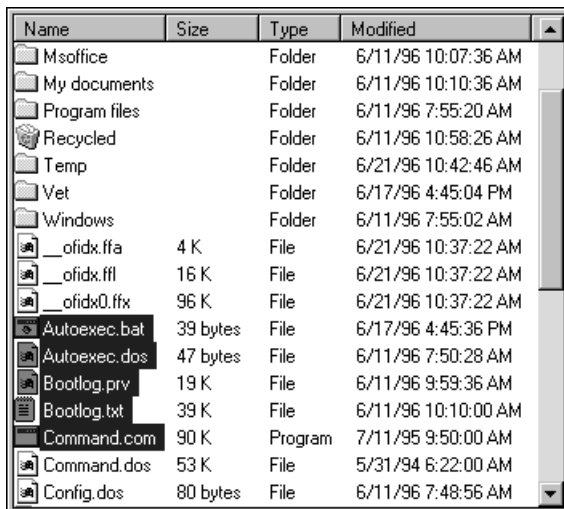 Name Size Type Modified
Msoffice Folder 6/11/96 10:07:36 AM
My documents Folder 6/11/96 10:10:36 AM
Program files Folder 6/11/96 7:55:20 AM
Recycled Folder 6/11/96 10:58:26 AM
Temp Folder 6/21/96 10:42:46 AM
Vet Folder 6/17/96 4:45:04 PM
Windows Folder 6/11/96 7:55:02 AM
__ofidx.ffa 4 K File 6/21/96 10:37:22 AM
__ofidx.ffl 16 K File 6/21/96 10:37:22 AM
__ofidx0.ffx 96 K File 6/21/96 10:37:22 AM
Autoexec.bat 39 bytes File 6/17/96 4:45:36 PM
Autoexec.dos 47 bytes File 6/11/96 7:50:28 AM
Bootlog.prv 19 K File 6/11/96 9:59:36 AM
Bootlog.txt 39 K File 6/11/96 10:10:00 AM
Command.com 90 K Program 7/11/95 9:50:00 AM
Command.dos 53 K File 5/31/94 6:22:00 AM
Config.dos 80 bytes File 6/11/96 7:48:56 AM